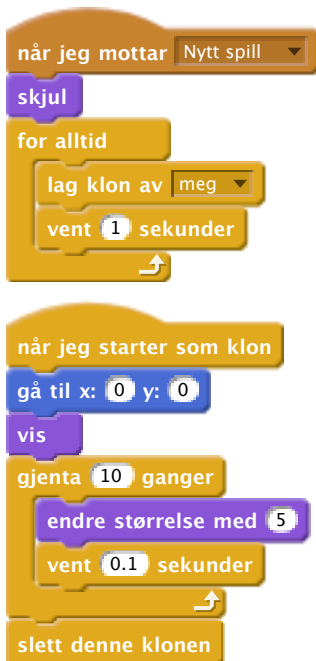 når jeg mottar Nytt spill
skjul
for alltid
lag klon av meg
vent 1 sekunder
når jeg starter som klon
gå til x: 0 y: 0
vis
gjenta 10 ganger
endre størrelse med 5
vent 0.1 sekunder
slett denne klonen